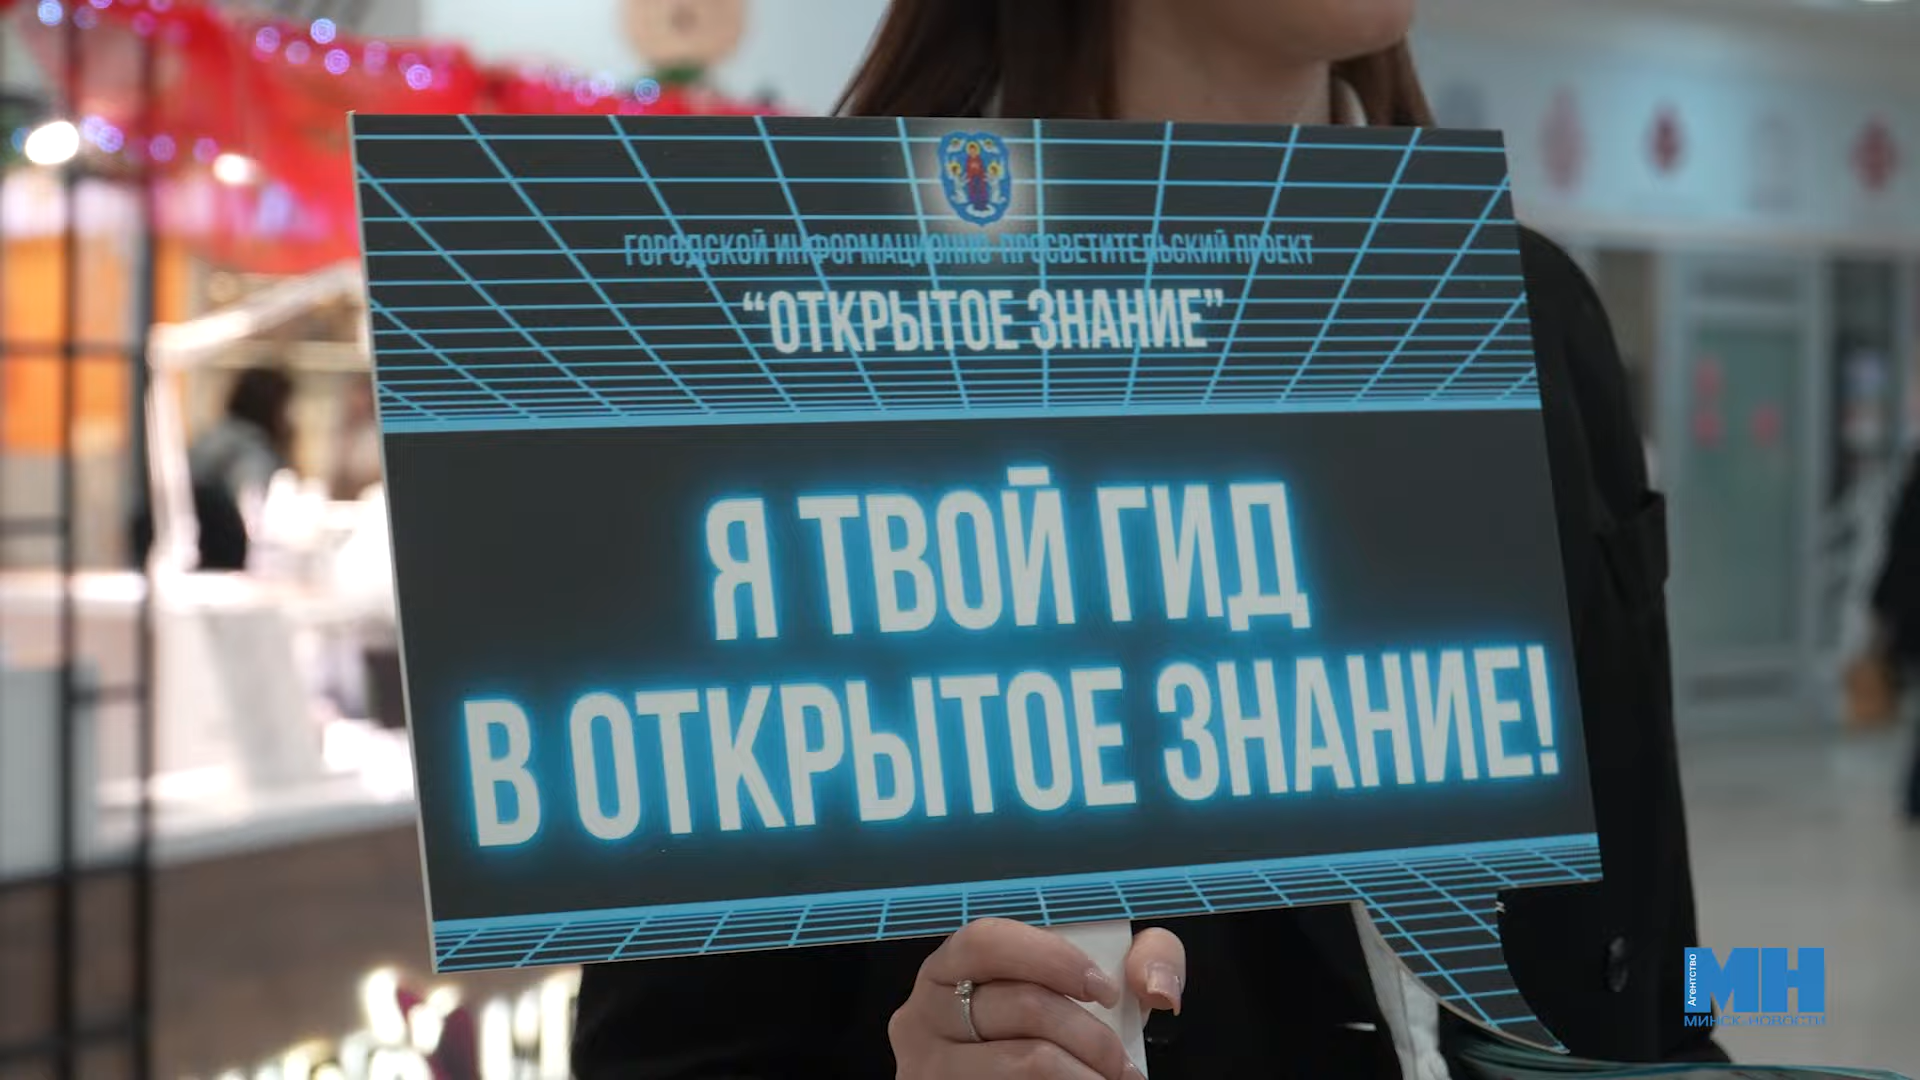 ГОРОДСКОЙ ИНФОРМАЦИОННО-ПРОСВЕТИТЕЛЬСКИЙ ПРОЕКТ
“ОТКРЫТОЕ ЗНАНИЕ”
Я ТВОЙ ГИД
В ОТКРЫТОЕ ЗНАНИЕ!
Агентство
МН
МИНСК-НОВОСТИ